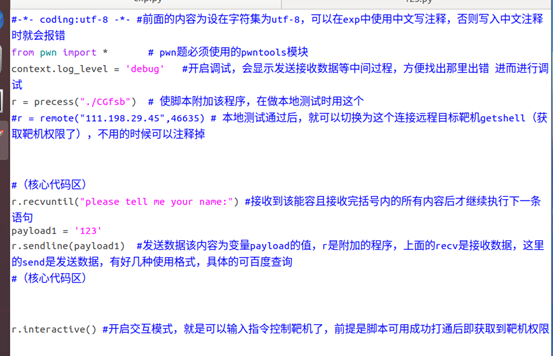 #-*- coding:utf-8 -*- #前面的内容为设在字符集为utf-8，可以在exp中使用中文写注释，否则写入中文注释
时就会报错
from pwn import *      # pwn题必须使用的pwntools模块
context.log_level = 'debug'   #开启调试，会显示发送接收数据等中间过程，方便找出那里出错 进而进行调
试
r = precess("./CGfsb")  # 使脚本附加该程序，在做本地测试时用这个
#r = remote("111.198.29.45",46635) # 本地测试通过后，就可以切换为这个连接远程目标靶机getshell（获
取靶机权限了），不用的时候可以注释掉
#（核心代码区）
r.recvuntil("please tell me your name:") #接收到该能容且接收完括号内的所有内容后才继续执行下一条
语句
payload1 = '123'
r.sendline(payload1)  #发送数据该内容为变量payload的值，r是附加的程序，上面的recv是接收数据，这里
的send是发送数据，有好几种使用格式，具体的可百度查询
#（核心代码区）
r.interactive() #开启交互模式，就是可以输入指令控制靶机了，前提是脚本可用成功打通后即获取到靶机权限